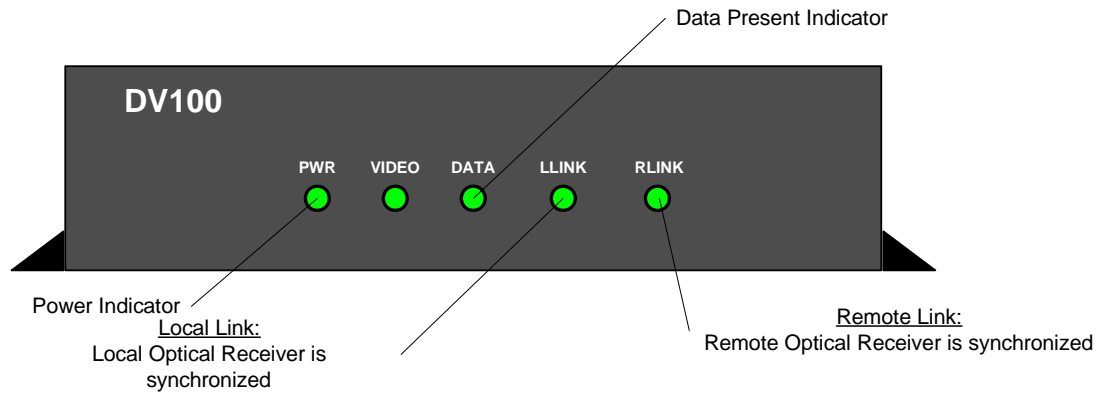 Data Present Indicator
DV100
PWR VIDEO DATA LLINK RLINK
Power Indicator
Local Link:
Local Optical Receiver is
synchronized
Remote Link:
Remote Optical Receiver is synchronized